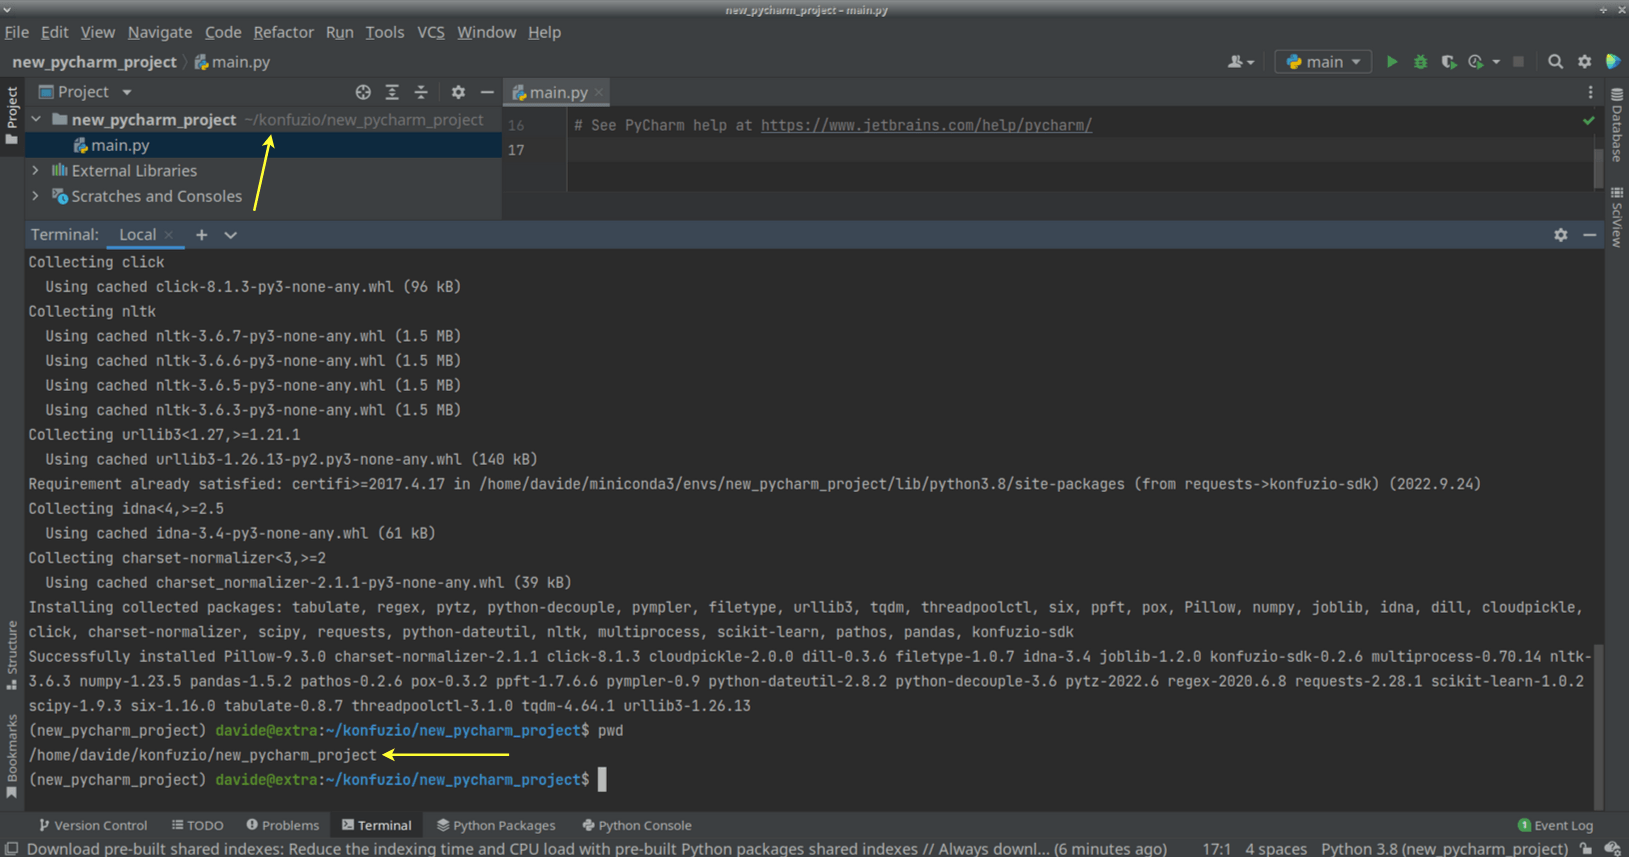 new_pycharm_project – main.py
File Edit View Navigate Code Refactor Run Tools VCS Window Help
new_pycharm_project main.py
main
Project
Project
main.py
new_pycharm_project ~/konfuzio/new_pycharm_project
main.py
External Libraries
Scratches and Consoles
16 # See PyCharm help at https://www.jetbrains.com/help/pycharm/
17
Database
SciView
Terminal: Local
Collecting click
Using cached click-8.1.3-py3-none-any.whl (96 kB)
Collecting nltk
Using cached nltk-3.6.7-py3-none-any.whl (1.5 MB)
Using cached nltk-3.6.6-py3-none-any.whl (1.5 MB)
Using cached nltk-3.6.5-py3-none-any.whl (1.5 MB)
Using cached nltk-3.6.3-py3-none-any.whl (1.5 MB)
Collecting urllib3<1.27,>=1.21.1
Using cached urllib3-1.26.13-py2.py3-none-any.whl (140 kB)
Requirement already satisfied: certifi>=2017.4.17 in /home/davide/miniconda3/envs/new_pycharm_project/lib/python3.8/site-packages (from requests->konfuzio-sdk) (2022.9.24)
Collecting idna<4,>=2.5
Using cached idna-3.4-py3-none-any.whl (61 kB)
Collecting charset-normalizer<3,>=2
Using cached charset_normalizer-2.1.1-py3-none-any.whl (39 kB)
Installing collected packages: tabulate, regex, pytz, python-decouple, pympler, filetype, urllib3, tqdm, threadpoolctl, six, ppft, pox, Pillow, numpy, joblib, idna, dill, cloudpickle,
click, charset-normalizer, scipy, requests, python-dateutil, nltk, multiprocess, scikit-learn, pathos, pandas, konfuzio-sdk
Successfully installed Pillow-9.3.0 charset-normalizer-2.1.1 click-8.1.3 cloudpickle-2.0.0 dill-0.3.6 filetype-1.0.7 idna-3.4 joblib-1.2.0 konfuzio-sdk-0.2.6 multiprocess-0.70.14 nltk-
3.6.3 numpy-1.23.5 pandas-1.5.2 pathos-0.2.6 pox-0.3.2 ppft-1.7.6.6 pympler-0.9 python-dateutil-2.8.2 python-decouple-3.6 pytz-2022.6 regex-2020.6.8 requests-2.28.1 scikit-learn-1.0.2
scipy-1.9.3 six-1.16.0 tabulate-0.8.7 threadpoolctl-3.1.0 tqdm-4.64.1 urllib3-1.26.13
(new_pycharm_project) davide@extra:~/konfuzio/new_pycharm_project$ pwd
/home/davide/konfuzio/new_pycharm_project
(new_pycharm_project) davide@extra:~/konfuzio/new_pycharm_project$
Structure
Bookmarks
Version Control TODO Problems Terminal Python Packages Python Console 1 Event Log
Download pre-built shared indexes: Reduce the indexing time and CPU load with pre-built Python packages shared indexes // Always downl... (6 minutes ago) 17:1 4 spaces Python 3.8 (new_pycharm_project)